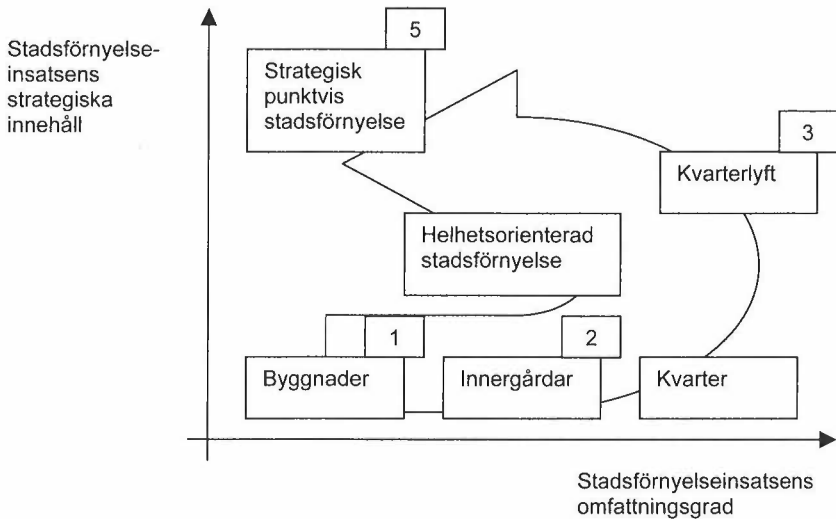 Stadsförnyelse-
insatsens
strategiska
innehåll
5
Strategisk
punktvis
stadsförnyelse
3
Kvarterlyft
Helhetsorienterad
stadsförnyelse
1
Byggnader
2
Innergårdar
Kvarter
Stadsförnyelseinsatsens
omfattningsgrad